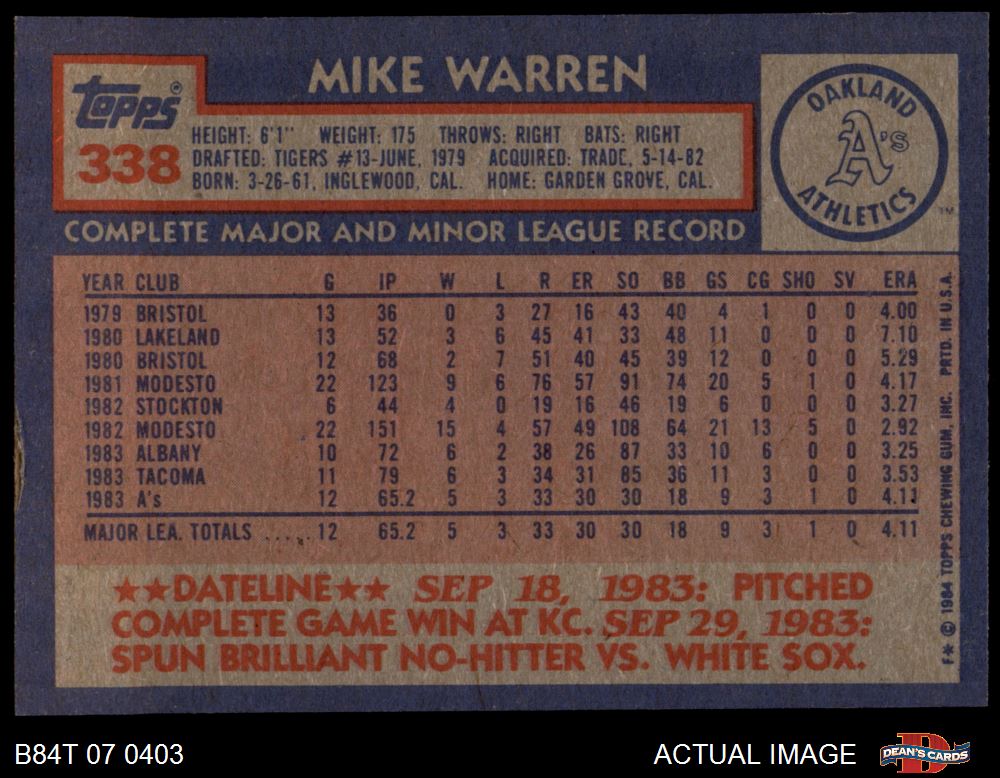 MIKE WARREN
Topps®
338
HEIGHT: 6'1" WEIGHT: 175 THROWS: RIGHT BATS: RIGHT
DRAFTED: TIGERS #13-JUNE, 1979 ACQUIRED: TRADE, 5-14-82
BORN: 3-26-61, INGLEWOOD, CAL. HOME: GARDEN GROVE, CAL.
OAKLAND
A's
ATHLETICS
TM
COMPLETE MAJOR AND MINOR LEAGUE RECORD
YEAR CLUB G IP W L R ER SO BB GS CG SHO SV ERA
1979 BRISTOL 13 36 0 3 27 16 43 40 4 1 0 0 4.00
1980 LAKELAND 13 52 3 6 45 41 33 48 11 0 0 0 7.10
1980 BRISTOL 12 68 2 7 51 40 45 39 12 0 0 0 5.29
1981 MODESTO 22 123 9 6 76 57 91 74 20 5 1 0 4.17
1982 STOCKTON 6 44 4 0 19 16 46 19 6 0 0 0 3.27
1982 MODESTO 22 151 15 4 57 49 108 64 21 13 5 0 2.92
1983 ALBANY 10 72 6 2 38 26 87 33 10 6 0 0 3.25
1983 TACOMA 11 79 6 3 34 31 85 36 11 3 0 0 3.53
1983 A's 12 65.2 5 3 33 30 30 18 9 3 1 0 4.11
MAJOR LEA. TOTALS .... 12 65.2 5 3 33 30 30 18 9 3 1 0 4.11
★★DATELINE★★ SEP 18, 1983: PITCHED
COMPLETE GAME WIN AT KC. SEP 29, 1983:
SPUN BRILLIANT NO-HITTER VS. WHITE SOX.
F* © 1984 TOPPS CHEWING GUM, INC. PRTD. IN U.S.A.
B84T 07 0403
ACTUAL IMAGE
DEAN'S CARDS